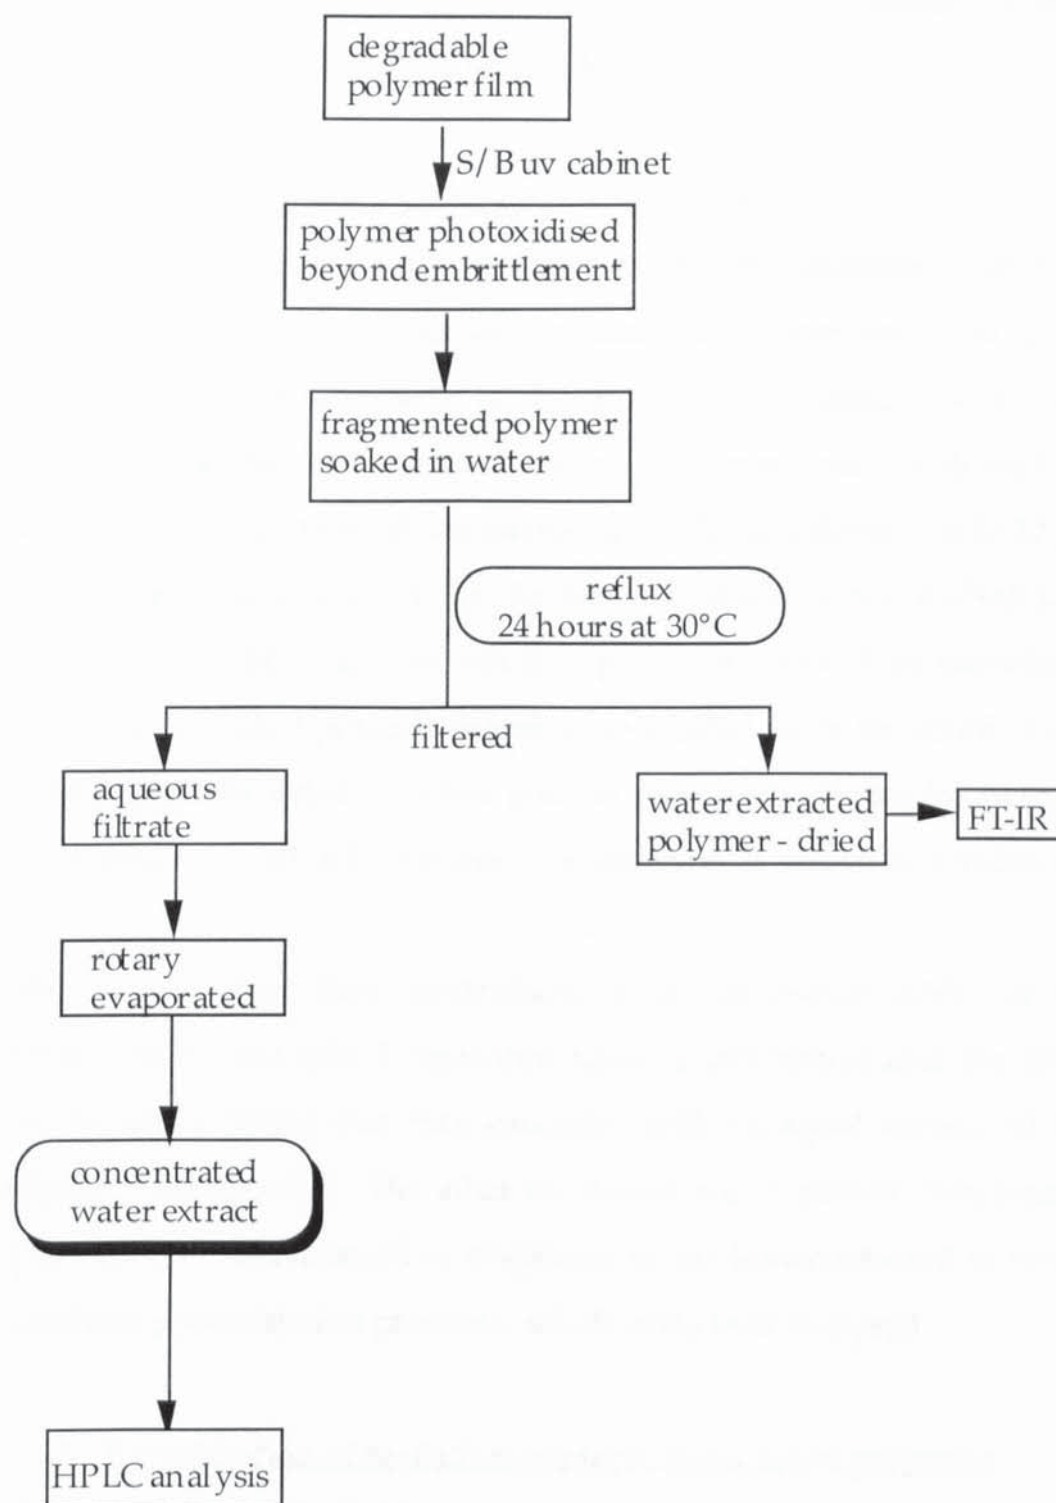 degradable
polymer film
S/B uv cabinet
polymer photoxidised
beyond embrittlement
fragmented polymer
soaked in water
reflux
24 hours at 30°C
filtered
aqueous
filtrate
water extracted
polymer - dried
FT-IR
rotary
evaporated
concentrated
water extract
HPLC analysis